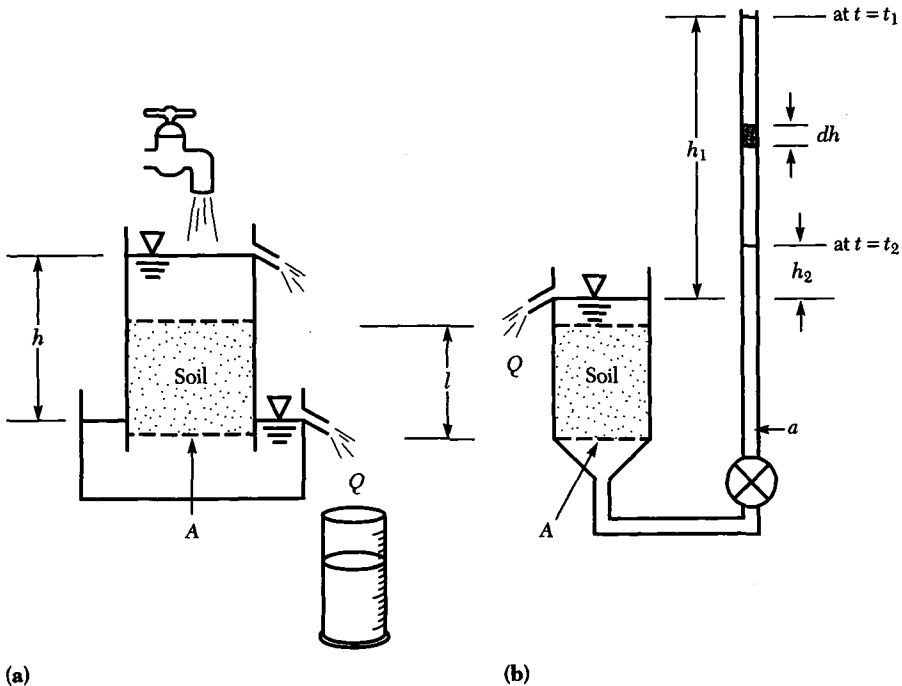 at t = t₁
dh
h₁
at t = t₂
h₂
h
Soil
l
Q
Soil
a
Q
A
A
(a)
(b)